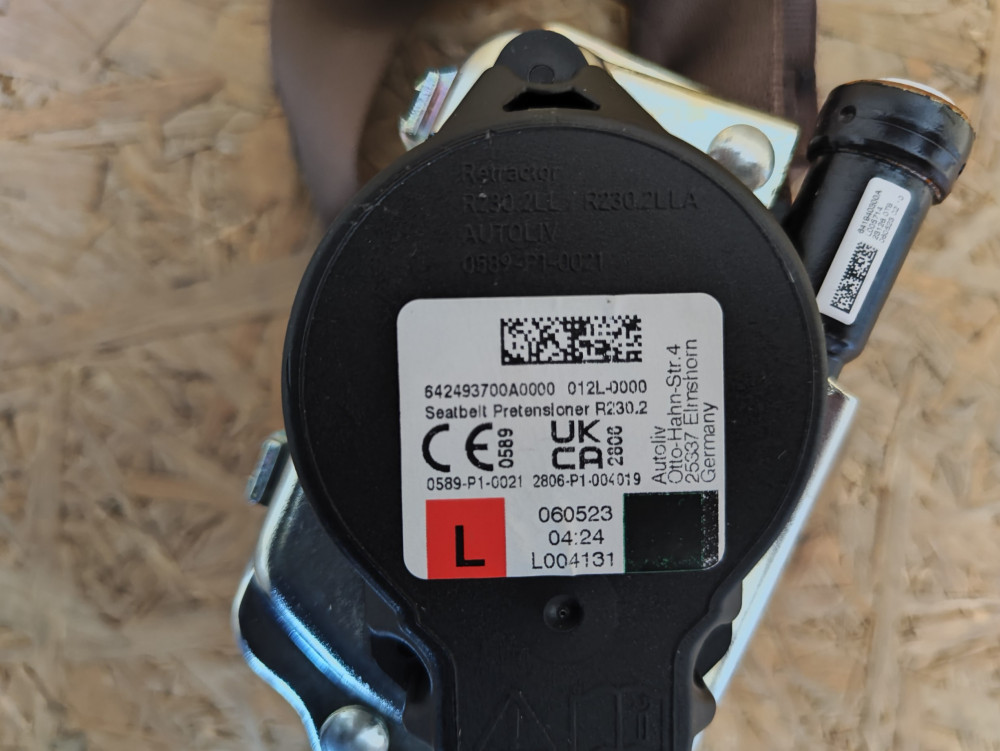 Retractor
R230.2LL / R230.2LLA
AUTOLIV
0589-P1-0021
642493700A0000 012L-0000
Seatbelt Pretensioner R230.2
CE 0589
UK
CA 2806
0589-P1-0021 2806-P1-004019
Autoliv
Otto-Hahn-Str.4
25337 Elmshorn
Germany
L
060523
04:24
L004131